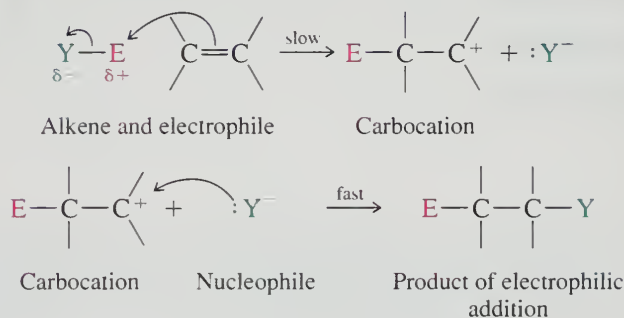 Y—E C=C slow E—C—C⁺ + :Y⁻
δ− δ+
Alkene and electrophile Carbocation
E—C—C⁺ + :Y⁻ fast E—C—C—Y
Carbocation Nucleophile Product of electrophilic
addition